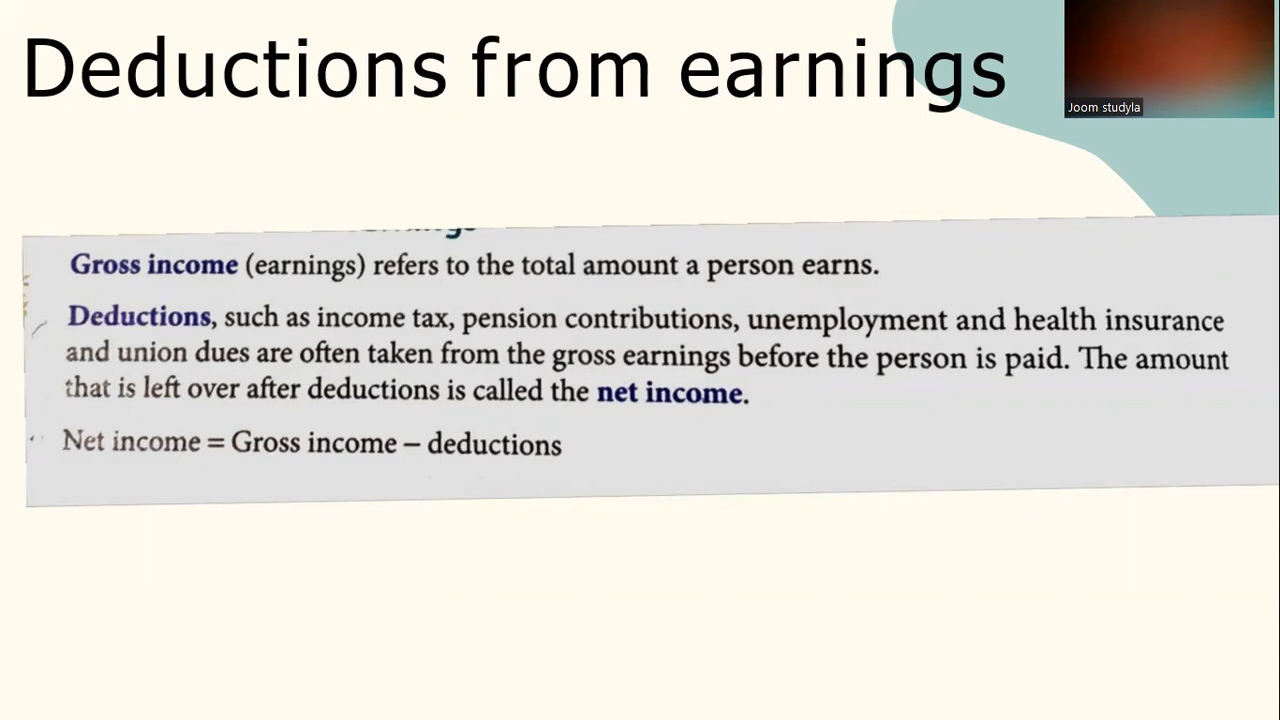 Deductions from earnings
Joom studyla
Gross income (earnings) refers to the total amount a person earns.
Deductions, such as income tax, pension contributions, unemployment and health insurance
and union dues are often taken from the gross earnings before the person is paid. The amount
that is left over after deductions is called the net income.
Net income = Gross income – deductions